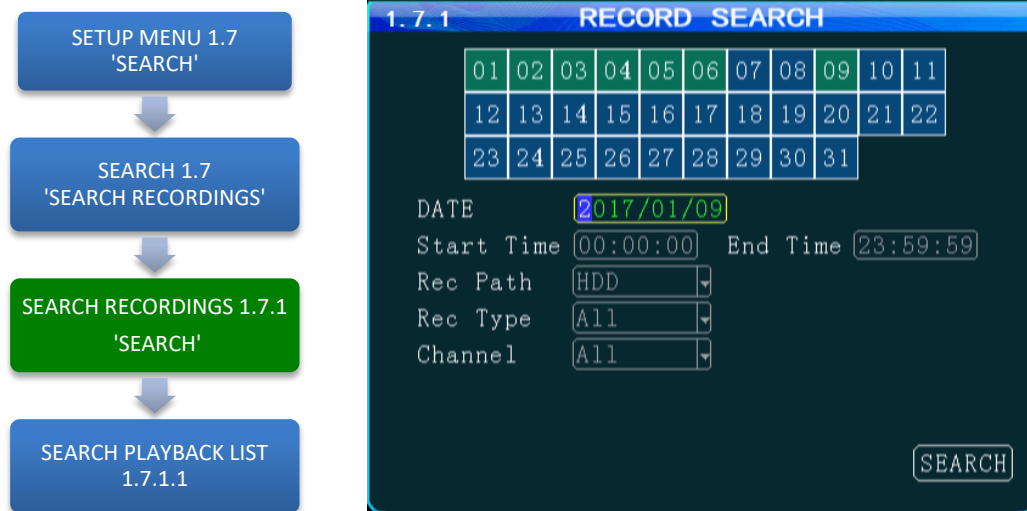 SETUP MENU 1.7
'SEARCH'
SEARCH 1.7
'SEARCH RECORDINGS'
SEARCH RECORDINGS 1.7.1
'SEARCH'
SEARCH PLAYBACK LIST
1.7.1.1
1.7.1 RECORD SEARCH
01 02 03 04 05 06 07 08 09 10 11
12 13 14 15 16 17 18 19 20 21 22
23 24 25 26 27 28 29 30 31
DATE 2017/01/09
Start Time 00:00:00 End Time 23:59:59
Rec Path HDD
Rec Type All
Channel All
SEARCH